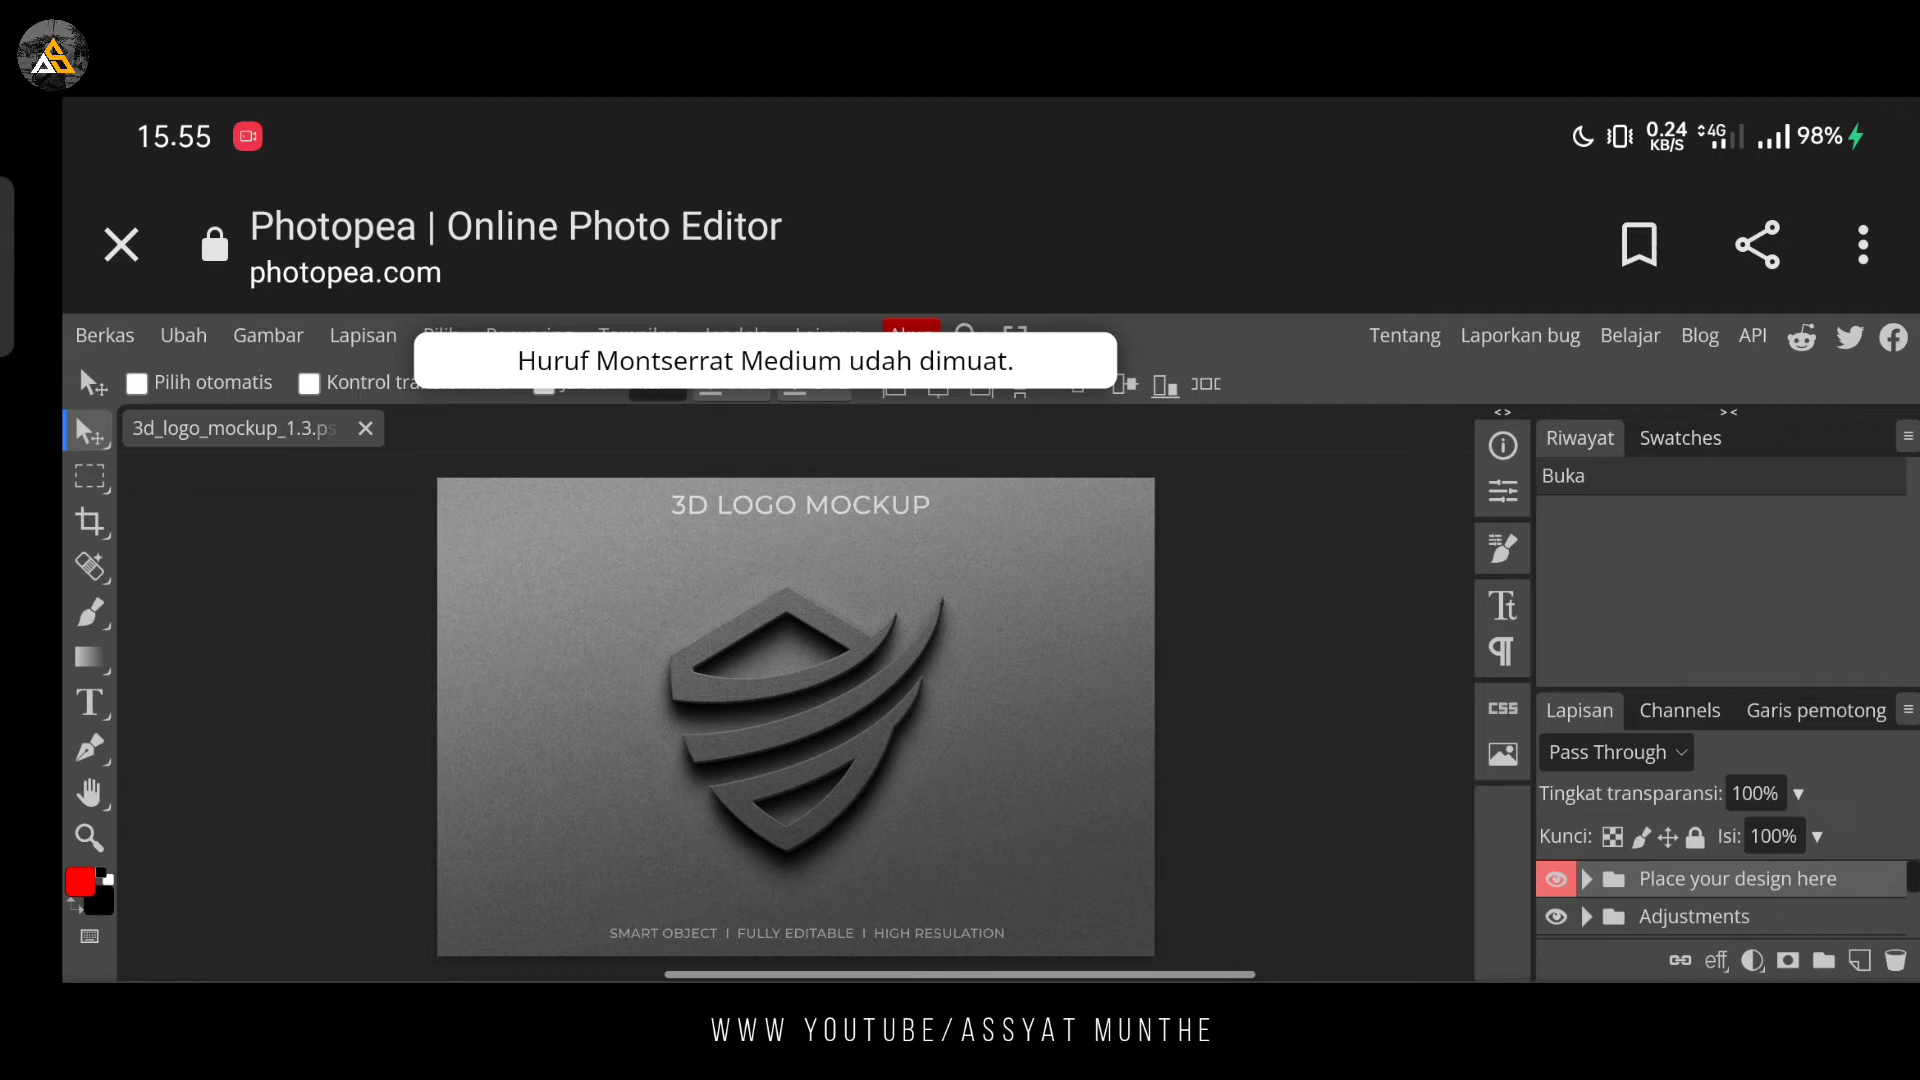 15.55
0.24
KB/S
4G
98%
Photopea | Online Photo Editor
photopea.com
Berkas Ubah Gambar Lapisan
Tentang Laporkan bug Belajar Blog API
Huruf Montserrat Medium udah dimuat.
Pilih otomatis Kontrol tra
3d_logo_mockup_1.3.ps
Riwayat Swatches
Buka
3D LOGO MOCKUP
SMART OBJECT | FULLY EDITABLE | HIGH RESULATION
CSS
Lapisan Channels Garis pemotong
Pass Through
Tingkat transparansi: 100%
Kunci: Isi: 100%
Place your design here
Adjustments
eff
WWW YOUTUBE/ASSYAT MUNTHE